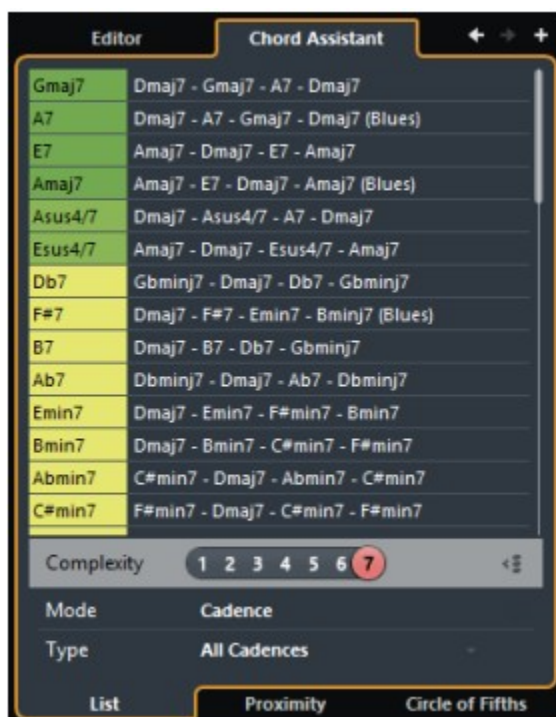 Editor Chord Assistant
Gmaj7 Dmaj7 - Gmaj7 - A7 - Dmaj7
A7 Dmaj7 - A7 - Gmaj7 - Dmaj7 (Blues)
E7 Amaj7 - Dmaj7 - E7 - Amaj7
Amaj7 Amaj7 - E7 - Dmaj7 - Amaj7 (Blues)
Asus4/7 Dmaj7 - Asus4/7 - A7 - Dmaj7
Esus4/7 Amaj7 - Dmaj7 - Esus4/7 - Amaj7
Db7 Gbminj7 - Dmaj7 - Db7 - Gbminj7
F#7 Dmaj7 - F#7 - Emin7 - Bminj7 (Blues)
B7 Dmaj7 - B7 - Db7 - Gbminj7
Ab7 Dbminj7 - Dmaj7 - Ab7 - Dbminj7
Emin7 Dmaj7 - Emin7 - F#min7 - Bmin7
Bmin7 Dmaj7 - Bmin7 - C#min7 - F#min7
Abmin7 C#min7 - Dmaj7 - Abmin7 - C#min7
C#min7 F#min7 - Dmaj7 - C#min7 - F#min7
Complexity 1 2 3 4 5 6 7
Mode Cadence
Type All Cadences
List Proximity Circle of Fifths